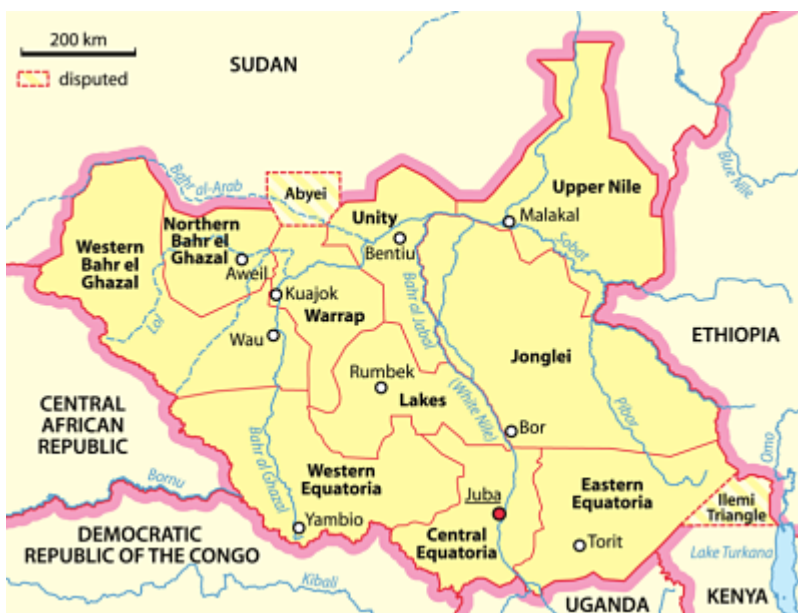 200 km
disputed
SUDAN
Bahr al-Arab
Abyei
Blue Nile
Upper Nile
Unity
Malakal
Northern
Bahr el
Ghazal
Western
Bahr el
Ghazal
Bentiu
Sobat
Aweil
Kuajok
Bahr al Jabal
Warrap
Lol
Wau
ETHIOPIA
Jonglei
Rumbek
Lakes
(White Nile)
Pibor
CENTRAL
AFRICAN
REPUBLIC
Bor
Omo
Bahr al Ghazal
Western
Equatoria
Bomu
Eastern
Equatoria
Juba
Ilemi
Triangle
Yambio
Central
Equatoria
Torit
DEMOCRATIC
REPUBLIC OF THE CONGO
Lake Turkana
Kibali
UGANDA
KENYA